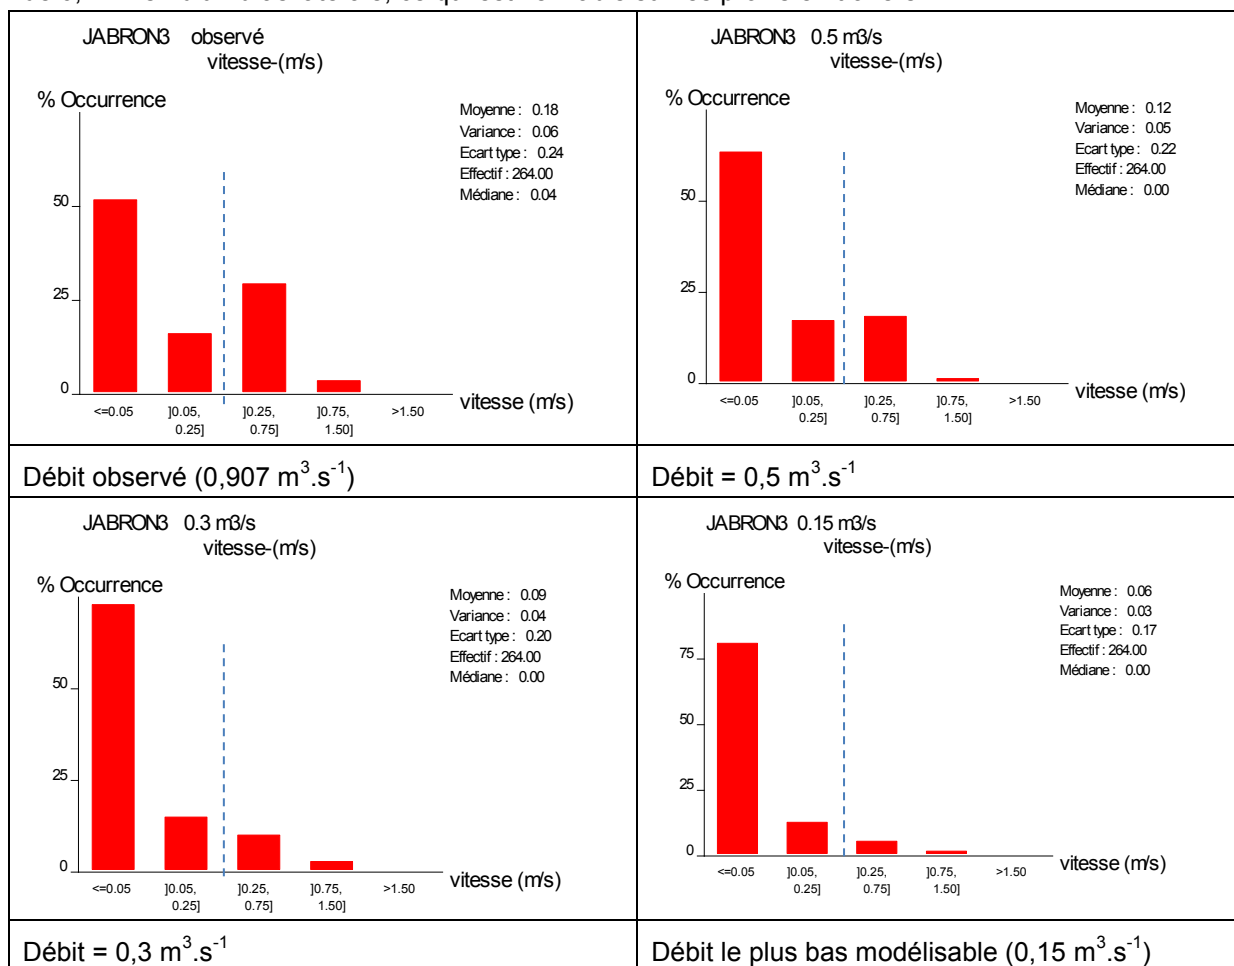 JABRON3 observé
vitesse-(m/s)
% Occurrence
Moyenne : 0.18
Variance : 0.06
Ecart type : 0.24
Effectif : 264.00
Médiane : 0.04
50
25
0
<=0.05 ]0.05, 0.25] ]0.25, 0.75] ]0.75, 1.50] >1.50
vitesse (m/s)
Débit observé (0,907 m³.s⁻¹)
JABRON3 0.5 m3/s
vitesse-(m/s)
% Occurrence
Moyenne : 0.12
Variance : 0.05
Ecart type : 0.22
Effectif : 264.00
Médiane : 0.00
50
25
0
<=0.05 ]0.05, 0.25] ]0.25, 0.75] ]0.75, 1.50] >1.50
vitesse (m/s)
Débit = 0,5 m³.s⁻¹
JABRON3 0.3 m3/s
vitesse-(m/s)
% Occurrence
Moyenne : 0.09
Variance : 0.04
Ecart type : 0.20
Effectif : 264.00
Médiane : 0.00
50
25
0
<=0.05 ]0.05, 0.25] ]0.25, 0.75] ]0.75, 1.50] >1.50
vitesse (m/s)
Débit = 0,3 m³.s⁻¹
JABRON3 0.15 m3/s
vitesse-(m/s)
% Occurrence
Moyenne : 0.06
Variance : 0.03
Ecart type : 0.17
Effectif : 264.00
Médiane : 0.00
75
50
25
0
<=0.05 ]0.05, 0.25] ]0.25, 0.75] ]0.75, 1.50] >1.50
vitesse (m/s)
Débit le plus bas modélisable (0,15 m³.s⁻¹)